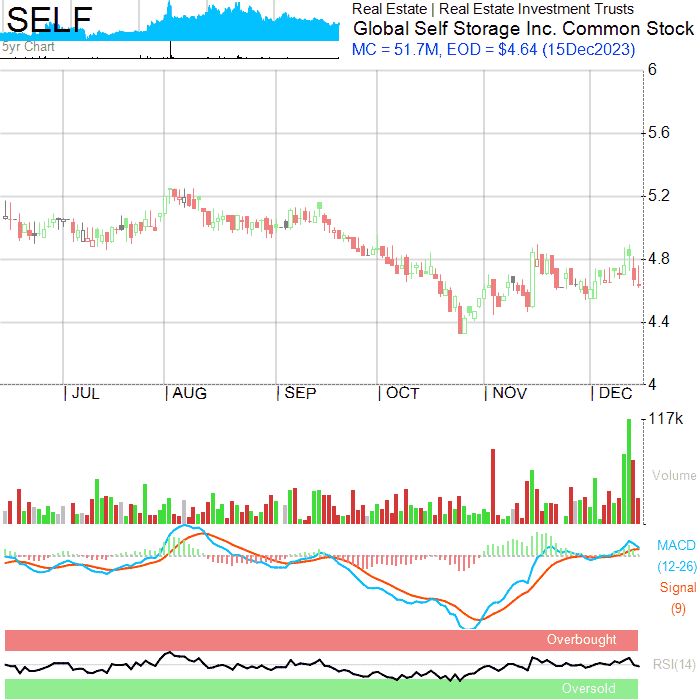 SELF
5yr Chart
Real Estate | Real Estate Investment Trusts
Global Self Storage Inc. Common Stock
MC = 51.7M, EOD = $4.64 (15Dec2023)
6
5.6
5.2
4.8
4.4
4
JUL AUG SEP OCT NOV DEC
117k
Volume
MACD
(12-26)
Signal
(9)
Overbought
RSI(14)
Oversold